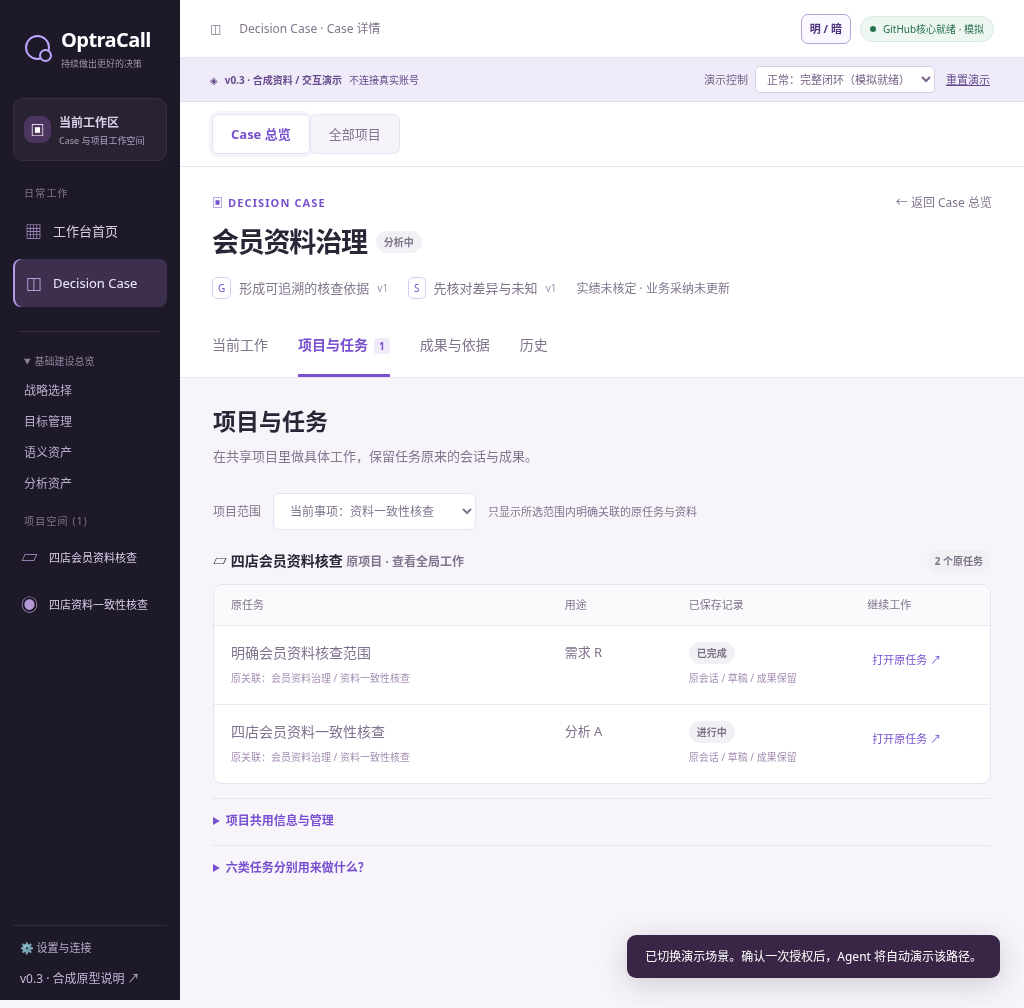 OptraCall
持续做出更好的决策
当前工作区
Case 与项目工作空间
日常工作
工作台首页
Decision Case
基础建设总览
战略选择
目标管理
语义资产
分析资产
项目空间 (1)
四店会员资料核查
四店资料一致性核查
设置与连接
v0.3 · 合成原型说明 ↗
Decision Case · Case 详情
明 / 暗
GitHub核心就绪 · 模拟
v0.3 · 合成资料 / 交互演示 不连接真实账号
演示控制
正常：完整闭环（模拟就绪）
重置演示
Case 总览
全部项目
DECISION CASE
← 返回 Case 总览
会员资料治理
分析中
G 形成可追溯的核查依据 v1
S 先核对差异与未知 v1
实绩未核定 · 业务采纳未更新
当前工作
项目与任务 1
成果与依据
历史
项目与任务
在共享项目里做具体工作，保留任务原来的会话与成果。
项目范围
当前事项：资料一致性核查
只显示所选范围内明确关联的原任务与资料
四店会员资料核查 原项目 · 查看全局工作
2 个原任务
原任务 用途 已保存记录 继续工作
明确会员资料核查范围
原关联：会员资料治理 / 资料一致性核查
需求 R
已完成
原会话 / 草稿 / 成果保留
打开原任务 ↗
四店会员资料一致性核查
原关联：会员资料治理 / 资料一致性核查
分析 A
进行中
原会话 / 草稿 / 成果保留
打开原任务 ↗
项目共用信息与管理
六类任务分别用来做什么?
已切换演示场景。确认一次授权后，Agent 将自动演示该路径。